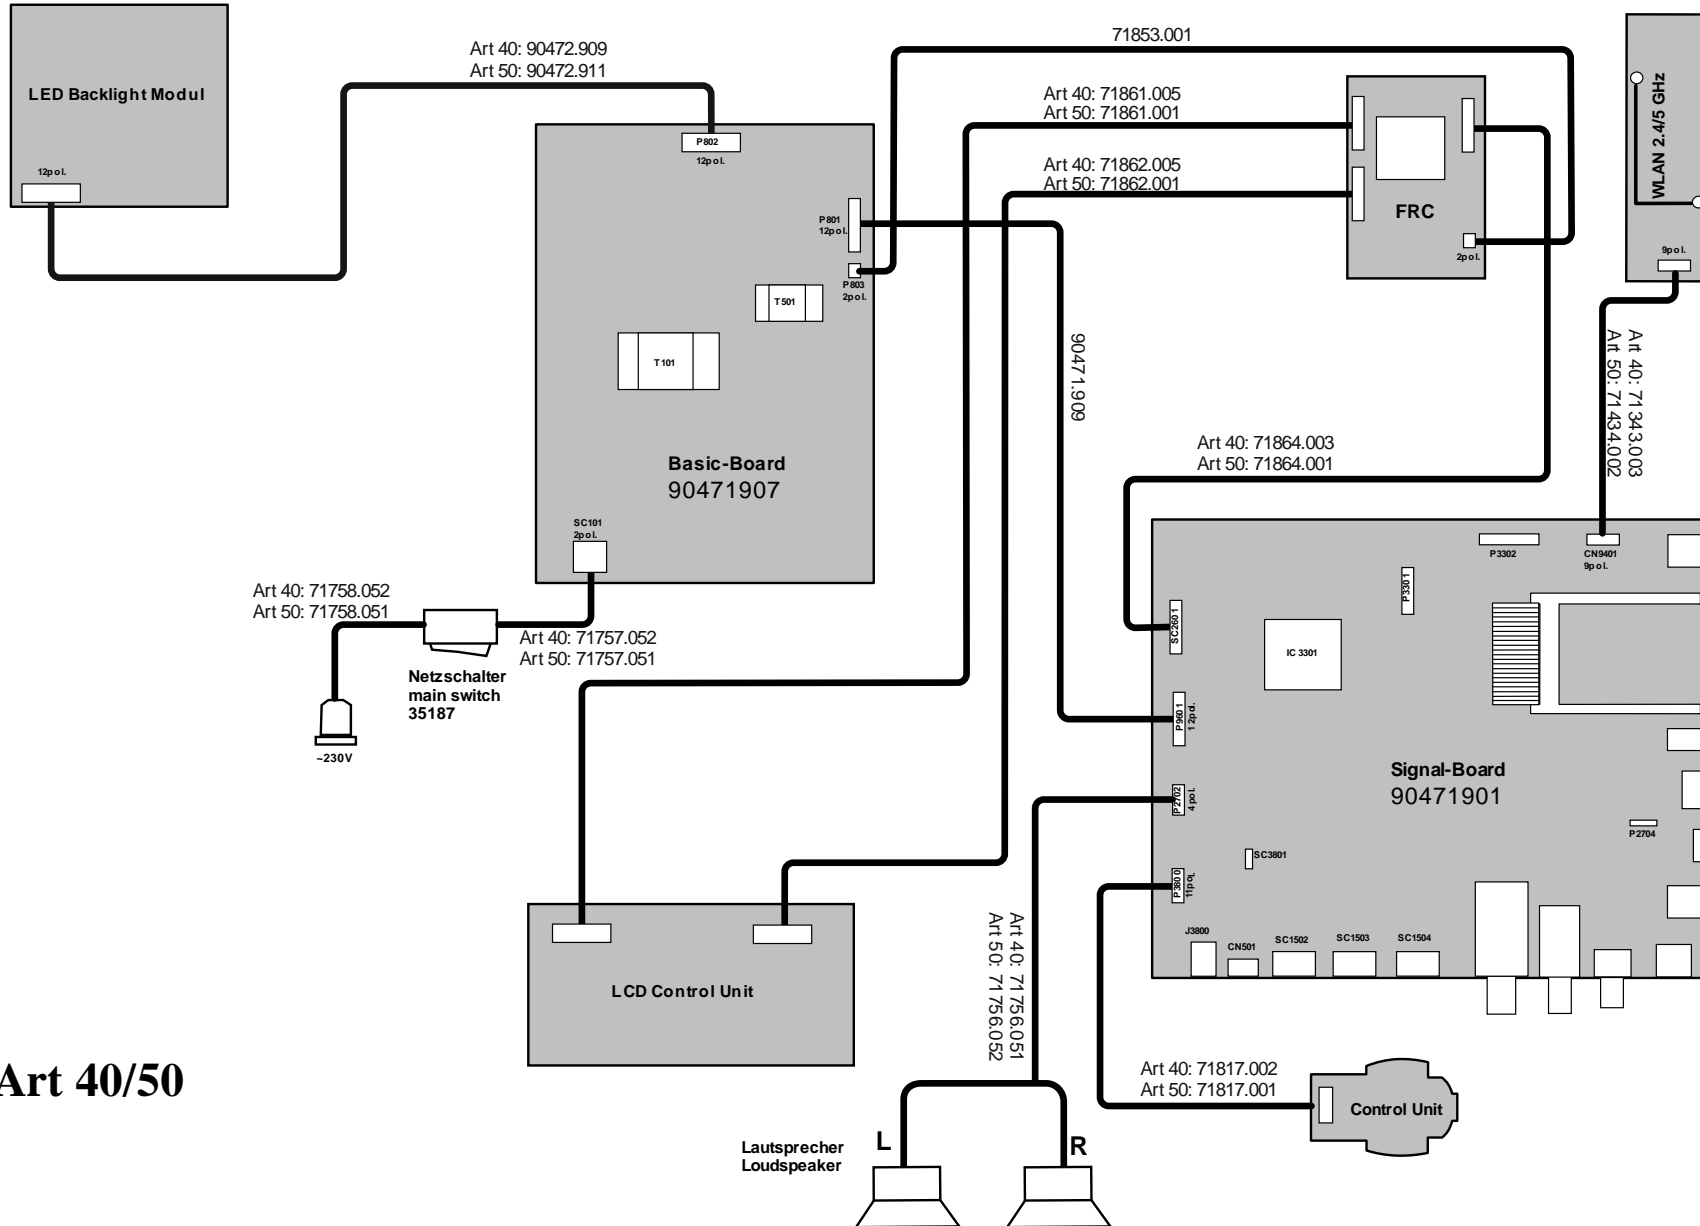 LED Backlight Modul
12pol.
Art 40: 90472.909
Art 50: 90472.911
P802
12pol.
P801
12pol.
P803
2pol.
T501
T101
Basic-Board
90471907
SC101
2pol.
71853.001
Art 40: 71861.005
Art 50: 71861.001
Art 40: 71862.005
Art 50: 71862.001
FRC
2pol.
WLAN 2.4/5 GHz
9pol.
Art 40: 71343.003
Art 50: 71434.002
90471.909
Art 40: 71864.003
Art 50: 71864.001
Art 40: 71758.052
Art 50: 71758.051
Art 40: 71757.052
Art 50: 71757.051
Netzschalter
main switch
35187
~230V
P3302
CN9401
9pol.
P3301
SC2601
IC 3301
P9601
12pol.
Signal-Board
90471901
P2702
4pol.
P2704
SC3801
P3800
11pol.
J3800
CN501
SC1502
SC1503
SC1504
LCD Control Unit
Art 40: 71756.051
Art 50: 71756.052
Art 40: 71817.002
Art 50: 71817.001
Control Unit
Art 40/50
Lautsprecher
Loudspeaker
L
R